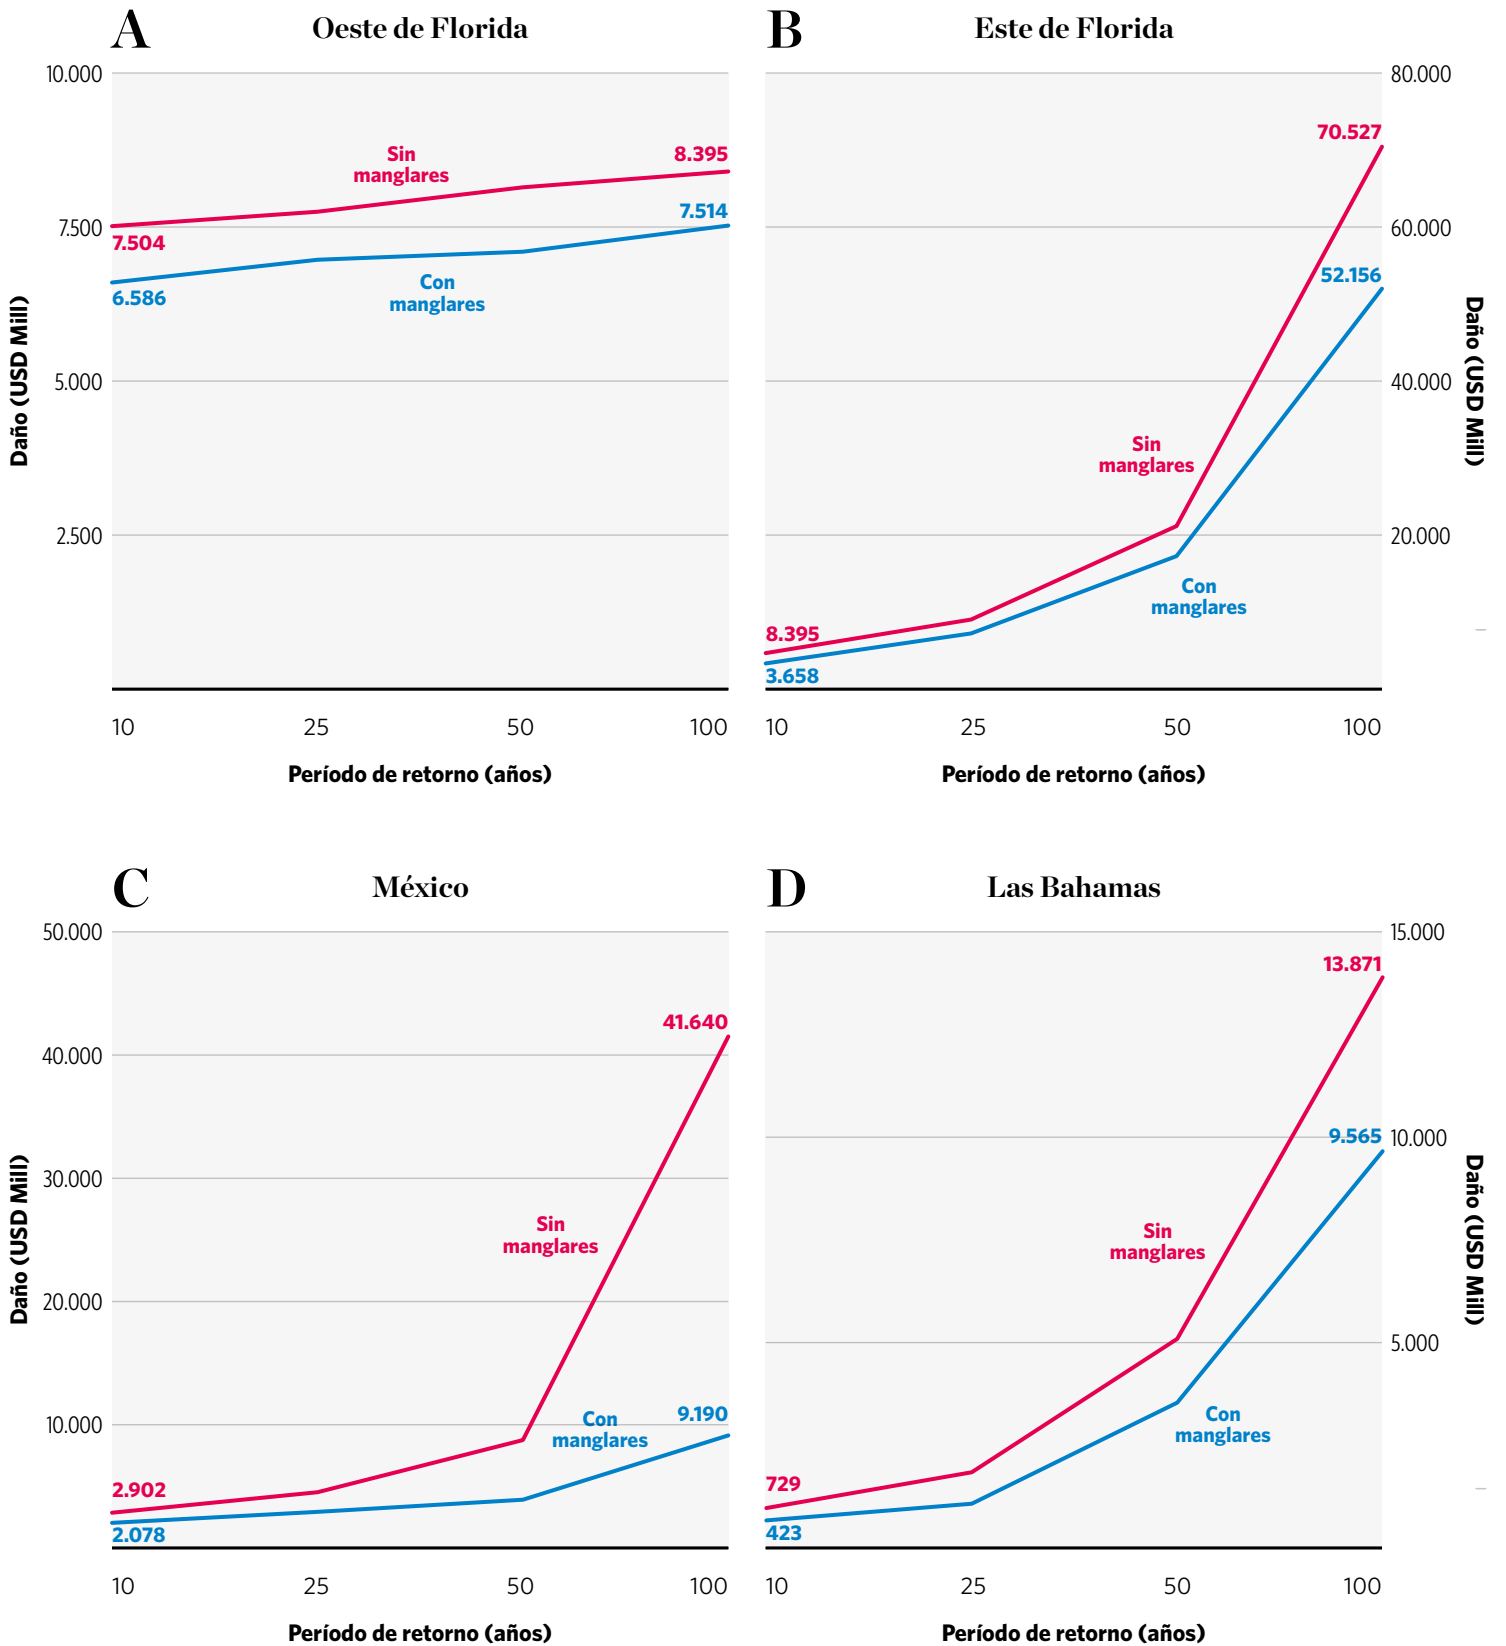 A
Oeste de Florida
10.000
7.500
5.000
2.500
Daño (USD Mill)
Sin
manglares
8.395
7.504
7.514
Con
manglares
6.586
10
25
50
100
Período de retorno (años)
B
Este de Florida
80.000
60.000
40.000
20.000
Daño (USD Mill)
70.527
52.156
Sin
manglares
Con
manglares
8.395
3.658
10
25
50
100
Período de retorno (años)
C
México
50.000
40.000
30.000
20.000
10.000
Daño (USD Mill)
41.640
Sin
manglares
Con
manglares
9.190
2.902
2.078
10
25
50
100
Período de retorno (años)
D
Las Bahamas
15.000
10.000
5.000
Daño (USD Mill)
13.871
9.565
Sin
manglares
Con
manglares
729
423
10
25
50
100
Período de retorno (años)